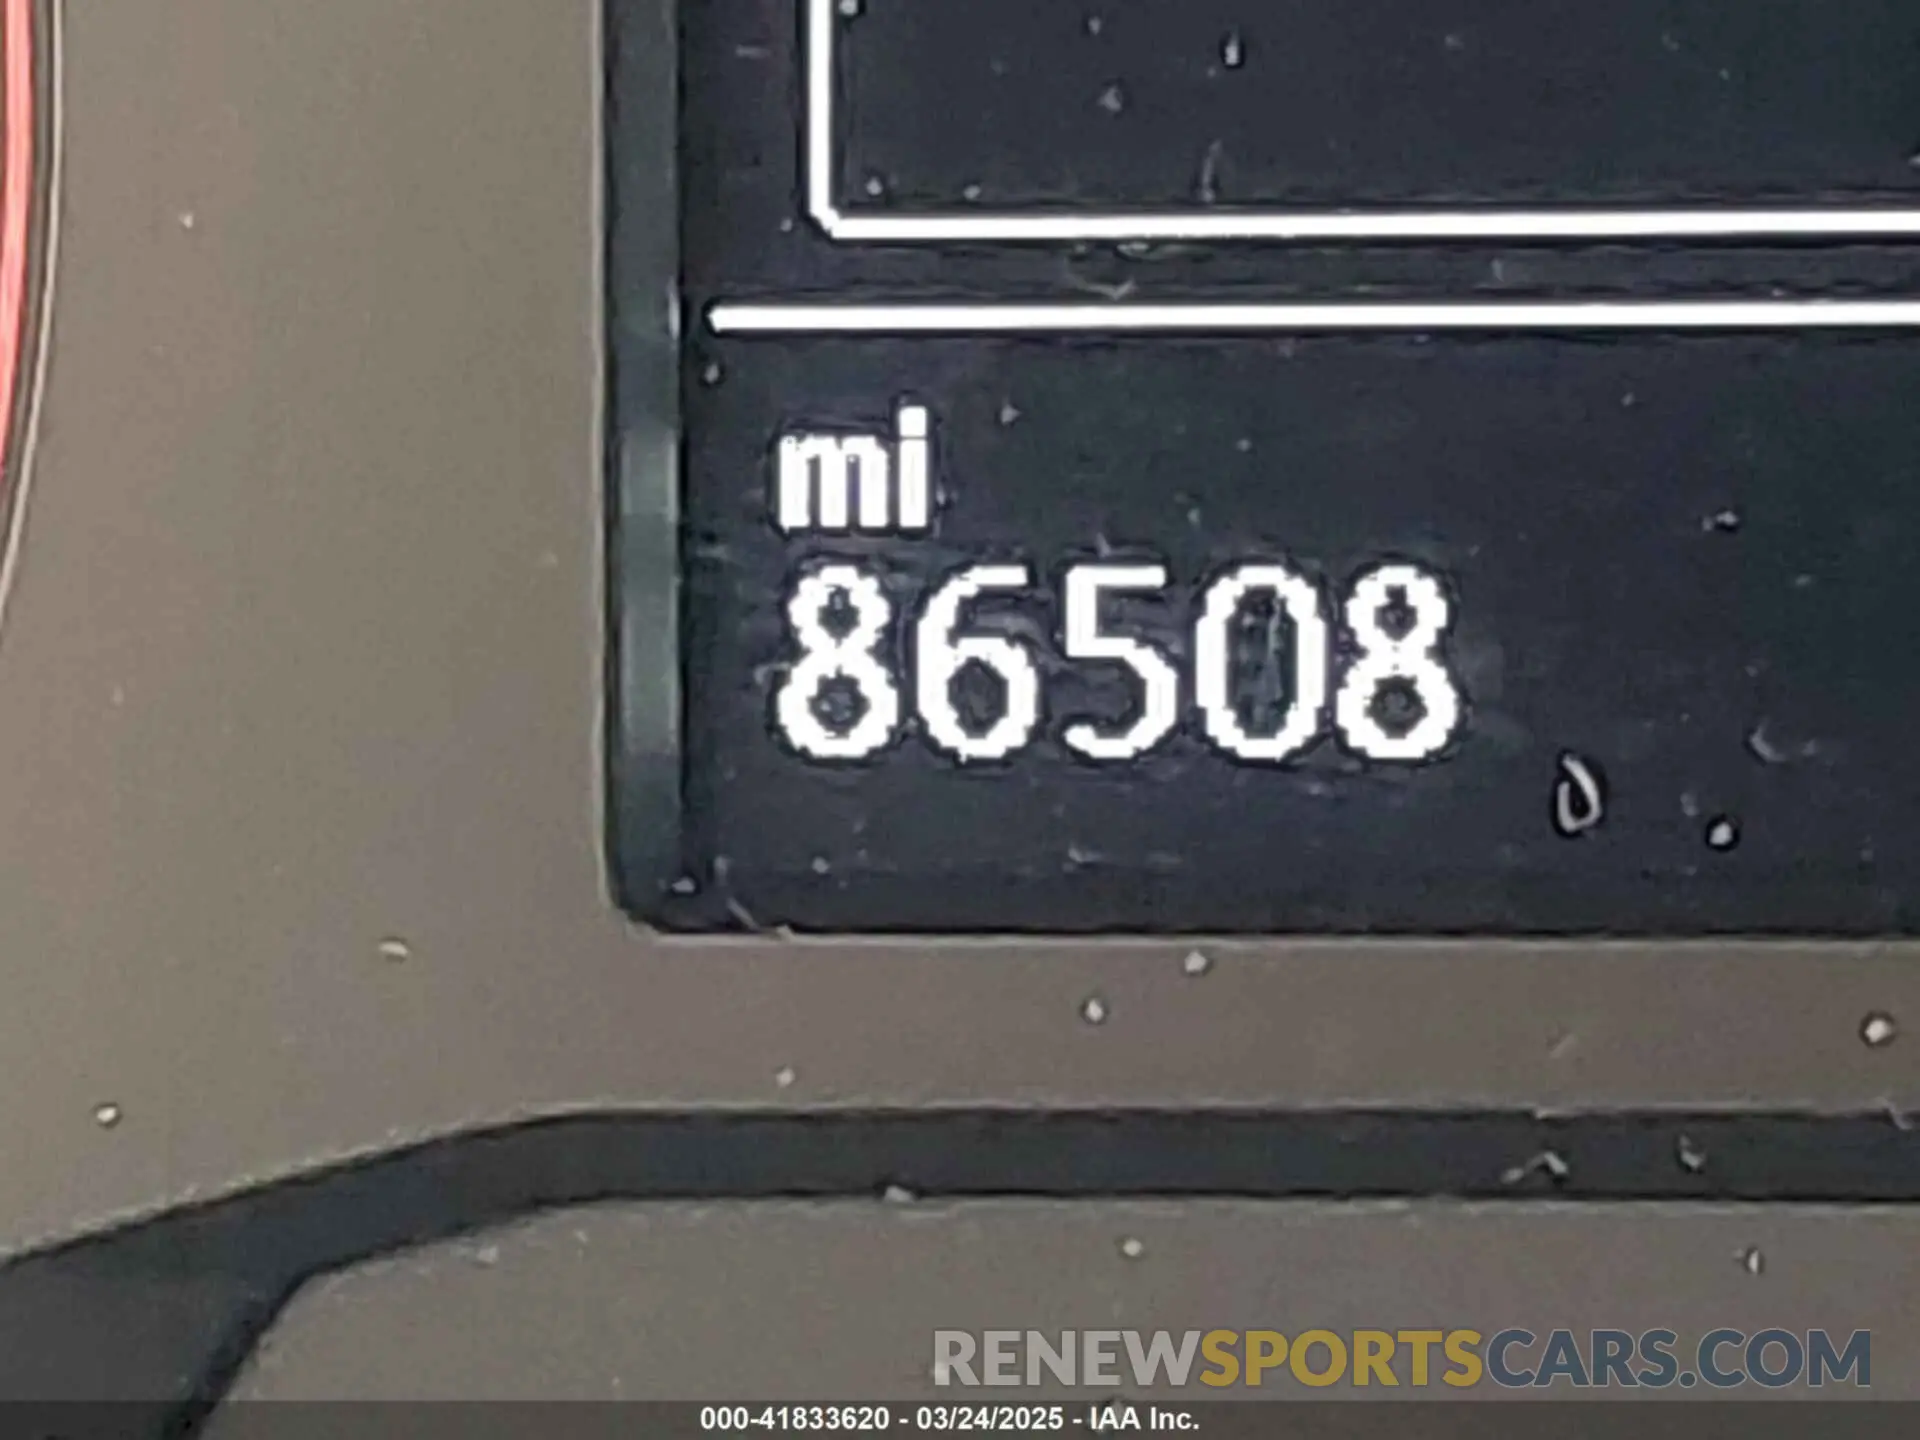 mi
86508
RENEWSPORTSCARS.COM
000-41833620 - 03/24/2025 - IAA Inc.